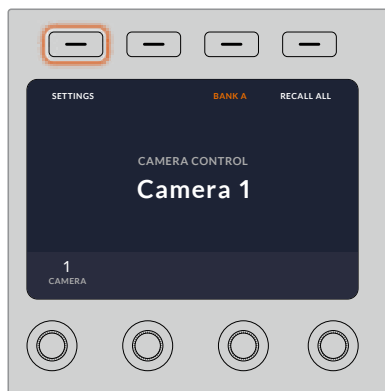 SETTINGS BANK A RECALL ALL
CAMERA CONTROL
Camera 1
1
CAMERA